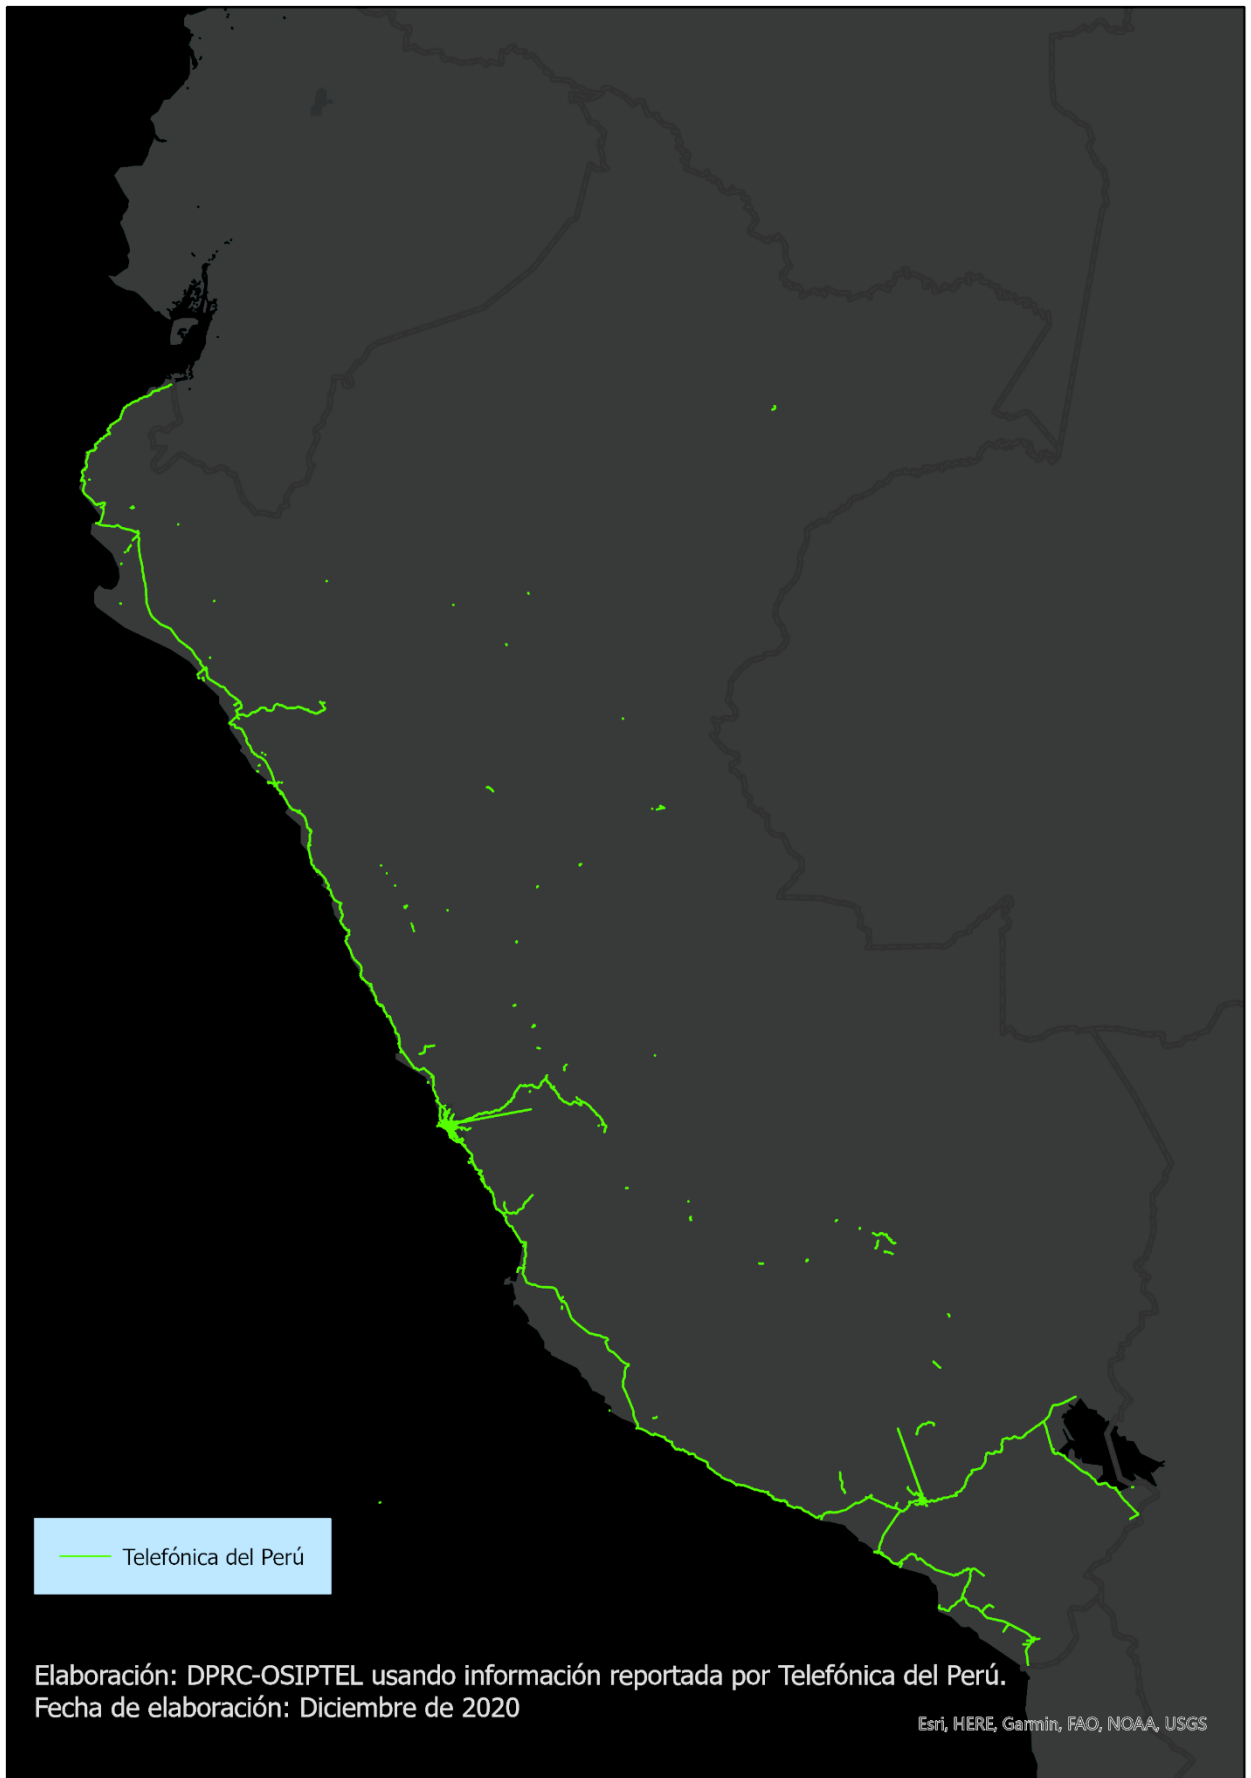 Telefónica del Perú
Elaboración: DPRC-OSIPTEL usando información reportada por Telefónica del Perú.
Fecha de elaboración: Diciembre de 2020
Esri, HERE, Garmin, FAO, NOAA, USGS